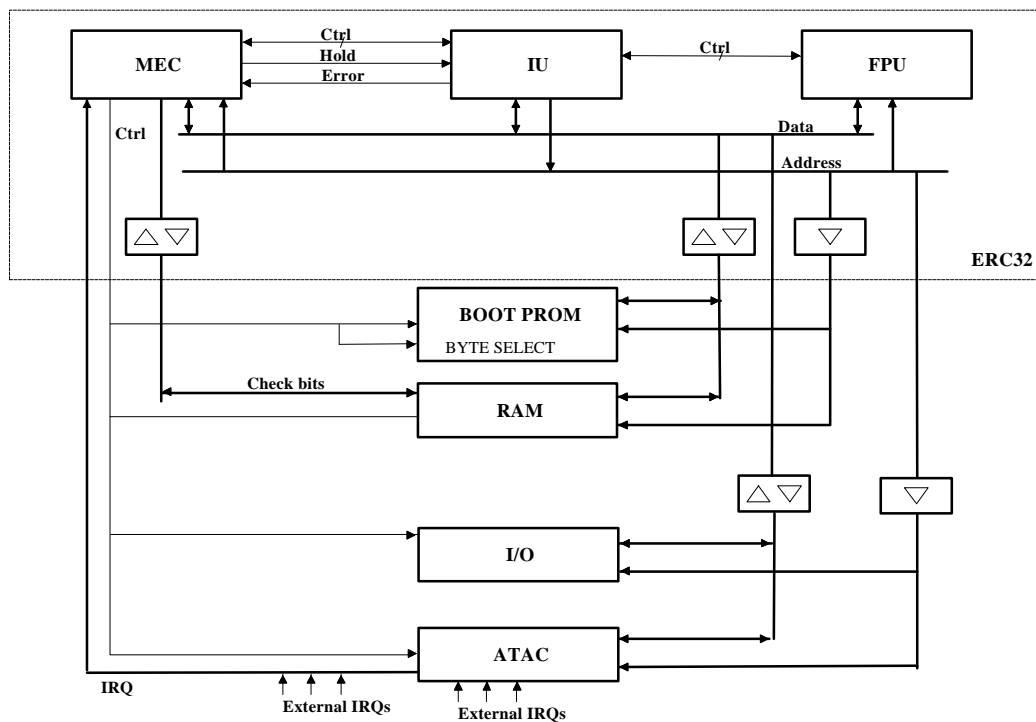 Ctrl
MEC
Hold
IU
Ctrl
FPU
Error
Ctrl
Data
Address
ERC32
BOOT PROM
BYTE SELECT
Check bits
RAM
I/O
ATAC
IRQ
External IRQs
External IRQs